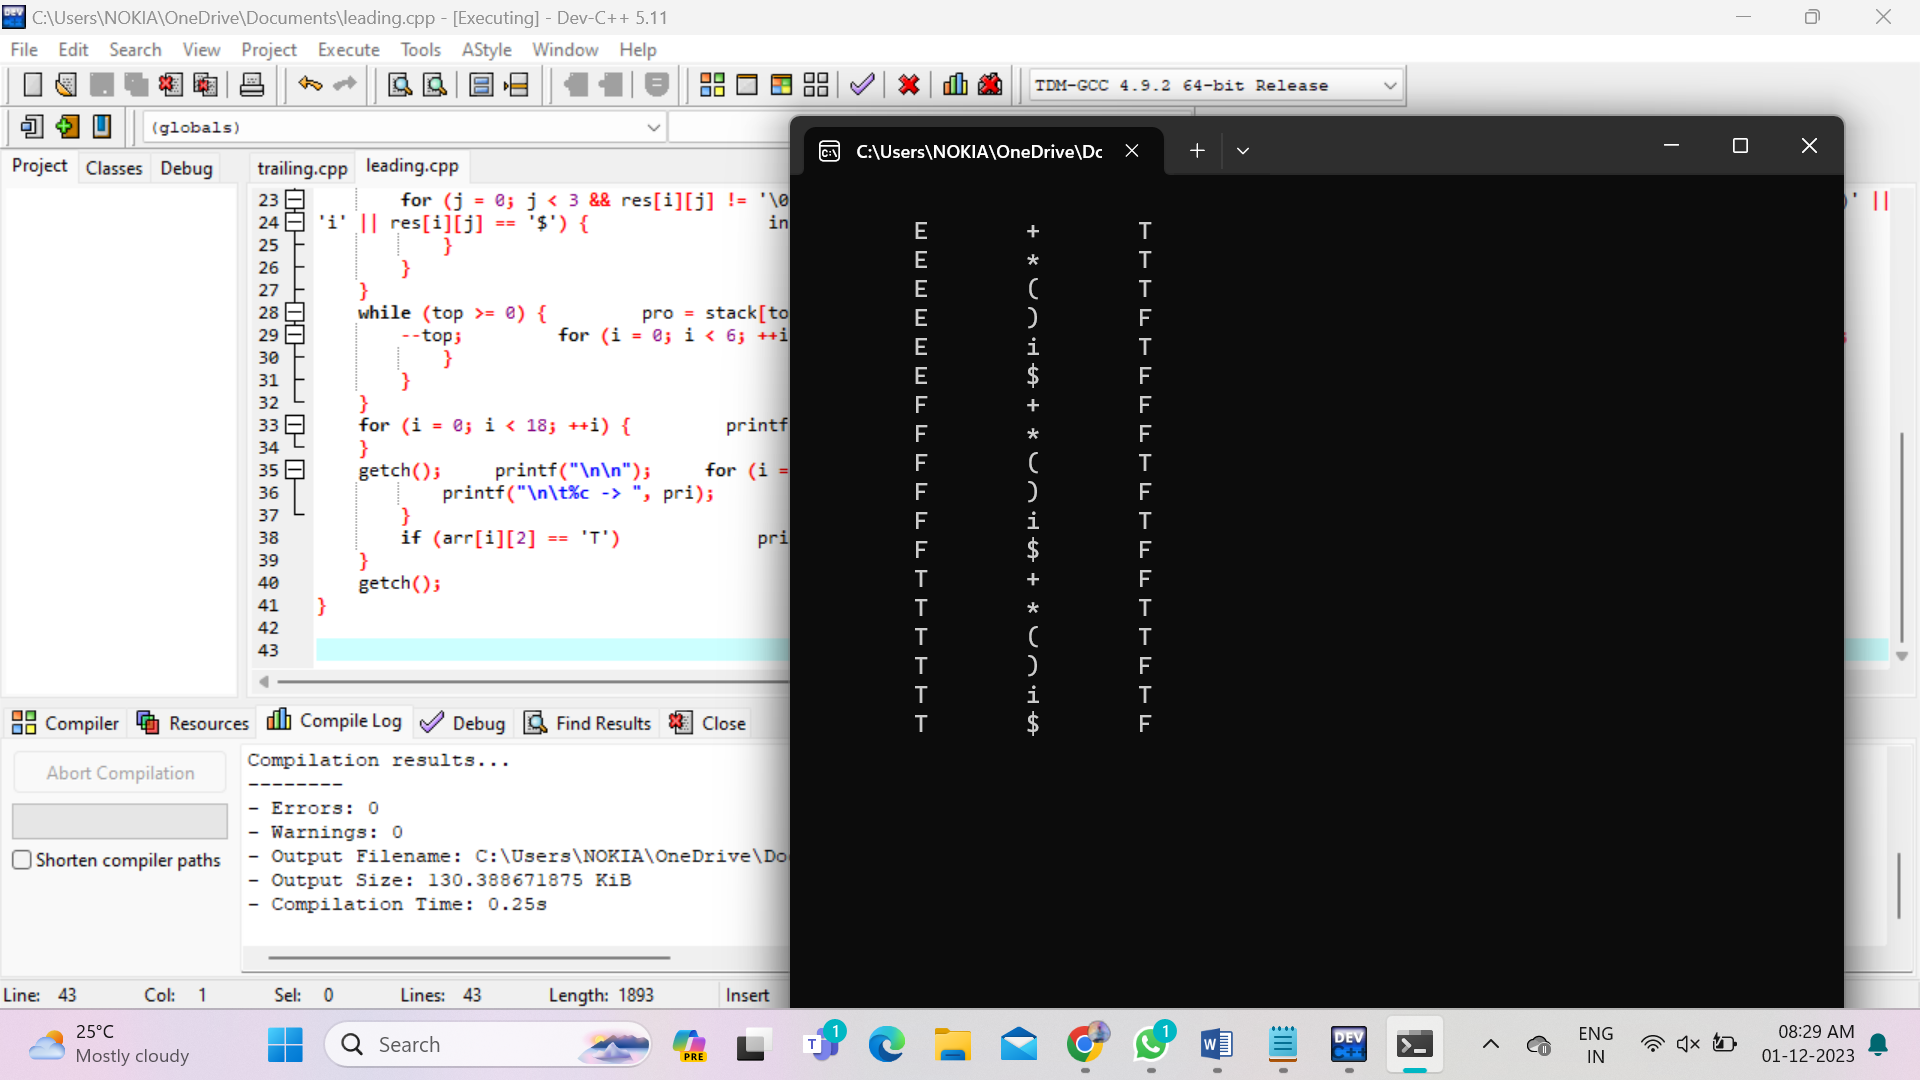 C:\Users\NOKIA\OneDrive\Documents\leading.cpp - [Executing] - Dev-C++ 5.11
File Edit Search View Project Execute Tools AStyle Window Help
TDM-GCC 4.9.2 64-bit Release
(globals)
Project Classes Debug trailing.cpp leading.cpp
23 for (j = 0; j < 3 && res[i][j] != '\0
24 'i' || res[i][j] == '$') { in
25 }
26 }
27 }
28 while (top >= 0) { pro = stack[to
29 --top; for (i = 0; i < 6; ++i
30 }
31 }
32 }
33 for (i = 0; i < 18; ++i) { printf
34 }
35 getch(); printf("\n\n"); for (i =
36 printf("\n\t%c -> ", pri);
37 }
38 if (arr[i][2] == 'T') pri
39 }
40 getch();
41 }
42
43
)' ||
C:\Users\NOKIA\OneDrive\Dc
E + T
E * T
E ( T
E ) F
E i T
E $ F
F + F
F * F
F ( T
F ) F
F i T
F $ F
T + F
T * T
T ( T
T ) F
T i T
T $ F
Compiler Resources Compile Log Debug Find Results Close
Abort Compilation
Shorten compiler paths
Compilation results...
--------
- Errors: 0
- Warnings: 0
- Output Filename: C:\Users\NOKIA\OneDrive\Do
- Output Size: 130.388671875 KiB
- Compilation Time: 0.25s
Line: 43 Col: 1 Sel: 0 Lines: 43 Length: 1893 Insert
25°C
Mostly cloudy
Search
PRE
T 1
1
W
DEV
C++
ENG
IN
08:29 AM
01-12-2023